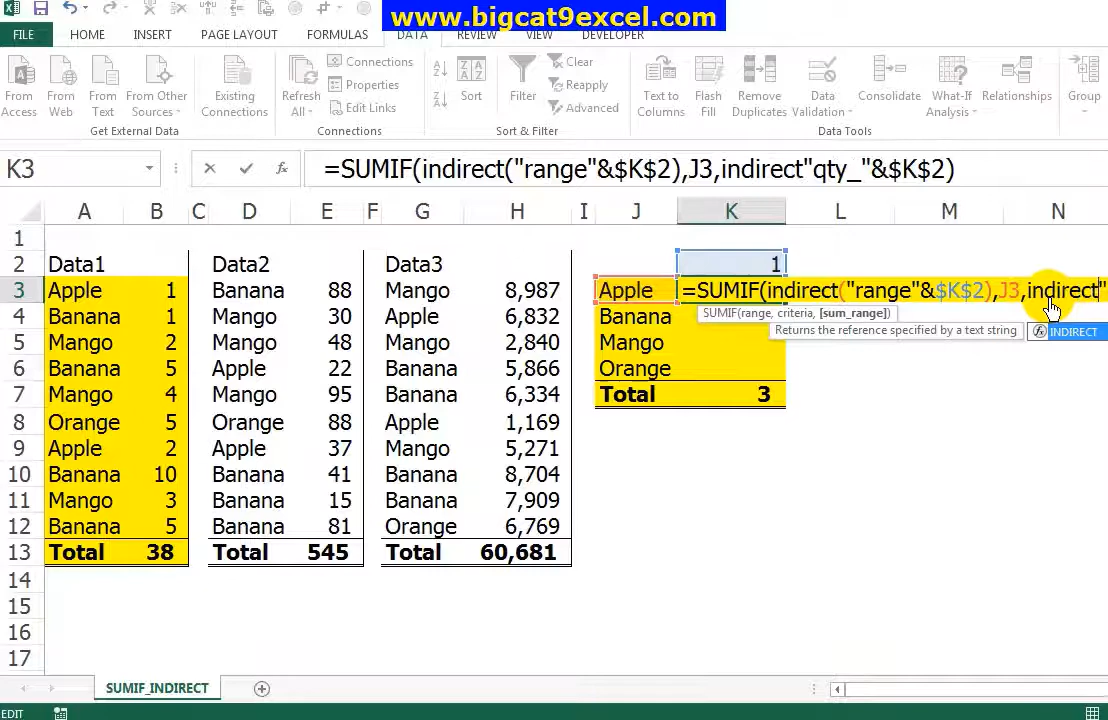 www.bigcat9excel.com
FILE HOME INSERT PAGE LAYOUT FORMULAS DATA REVIEW VIEW DEVELOPER
From Access
From Web
From Text
From Other Sources
Existing Connections
Refresh All
Connections
Properties
Edit Links
Sort
Filter
Clear
Reapply
Advanced
Text to Columns
Flash Fill
Remove Duplicates
Data Validation
Consolidate
What-If Analysis
Relationships
Group
Get External Data Connections Sort & Filter Data Tools
K3 fx =SUMIF(indirect("range"&$K$2),J3,indirect"qty_"&$K$2)
A B C D E F G H I J K L M N
1
2 Data1 Data2 Data3 1
3 Apple 1 Banana 88 Mango 8,987 Apple =SUMIF(indirect("range"&$K$2),J3,indirect"
SUMIF(range, criteria, [sum_range])
4 Banana 1 Mango 30 Apple 6,832 Banana
Returns the reference specified by a text string INDIRECT
5 Mango 2 Mango 48 Mango 2,840 Mango
6 Banana 5 Apple 22 Banana 5,866 Orange
7 Mango 4 Mango 95 Banana 6,334 Total 3
8 Orange 5 Orange 88 Apple 1,169
9 Apple 2 Apple 37 Mango 5,271
10 Banana 10 Banana 41 Banana 8,704
11 Mango 3 Banana 15 Banana 7,909
12 Banana 5 Banana 81 Orange 6,769
13 Total 38 Total 545 Total 60,681
14
15
16
17
SUMIF_INDIRECT
EDIT